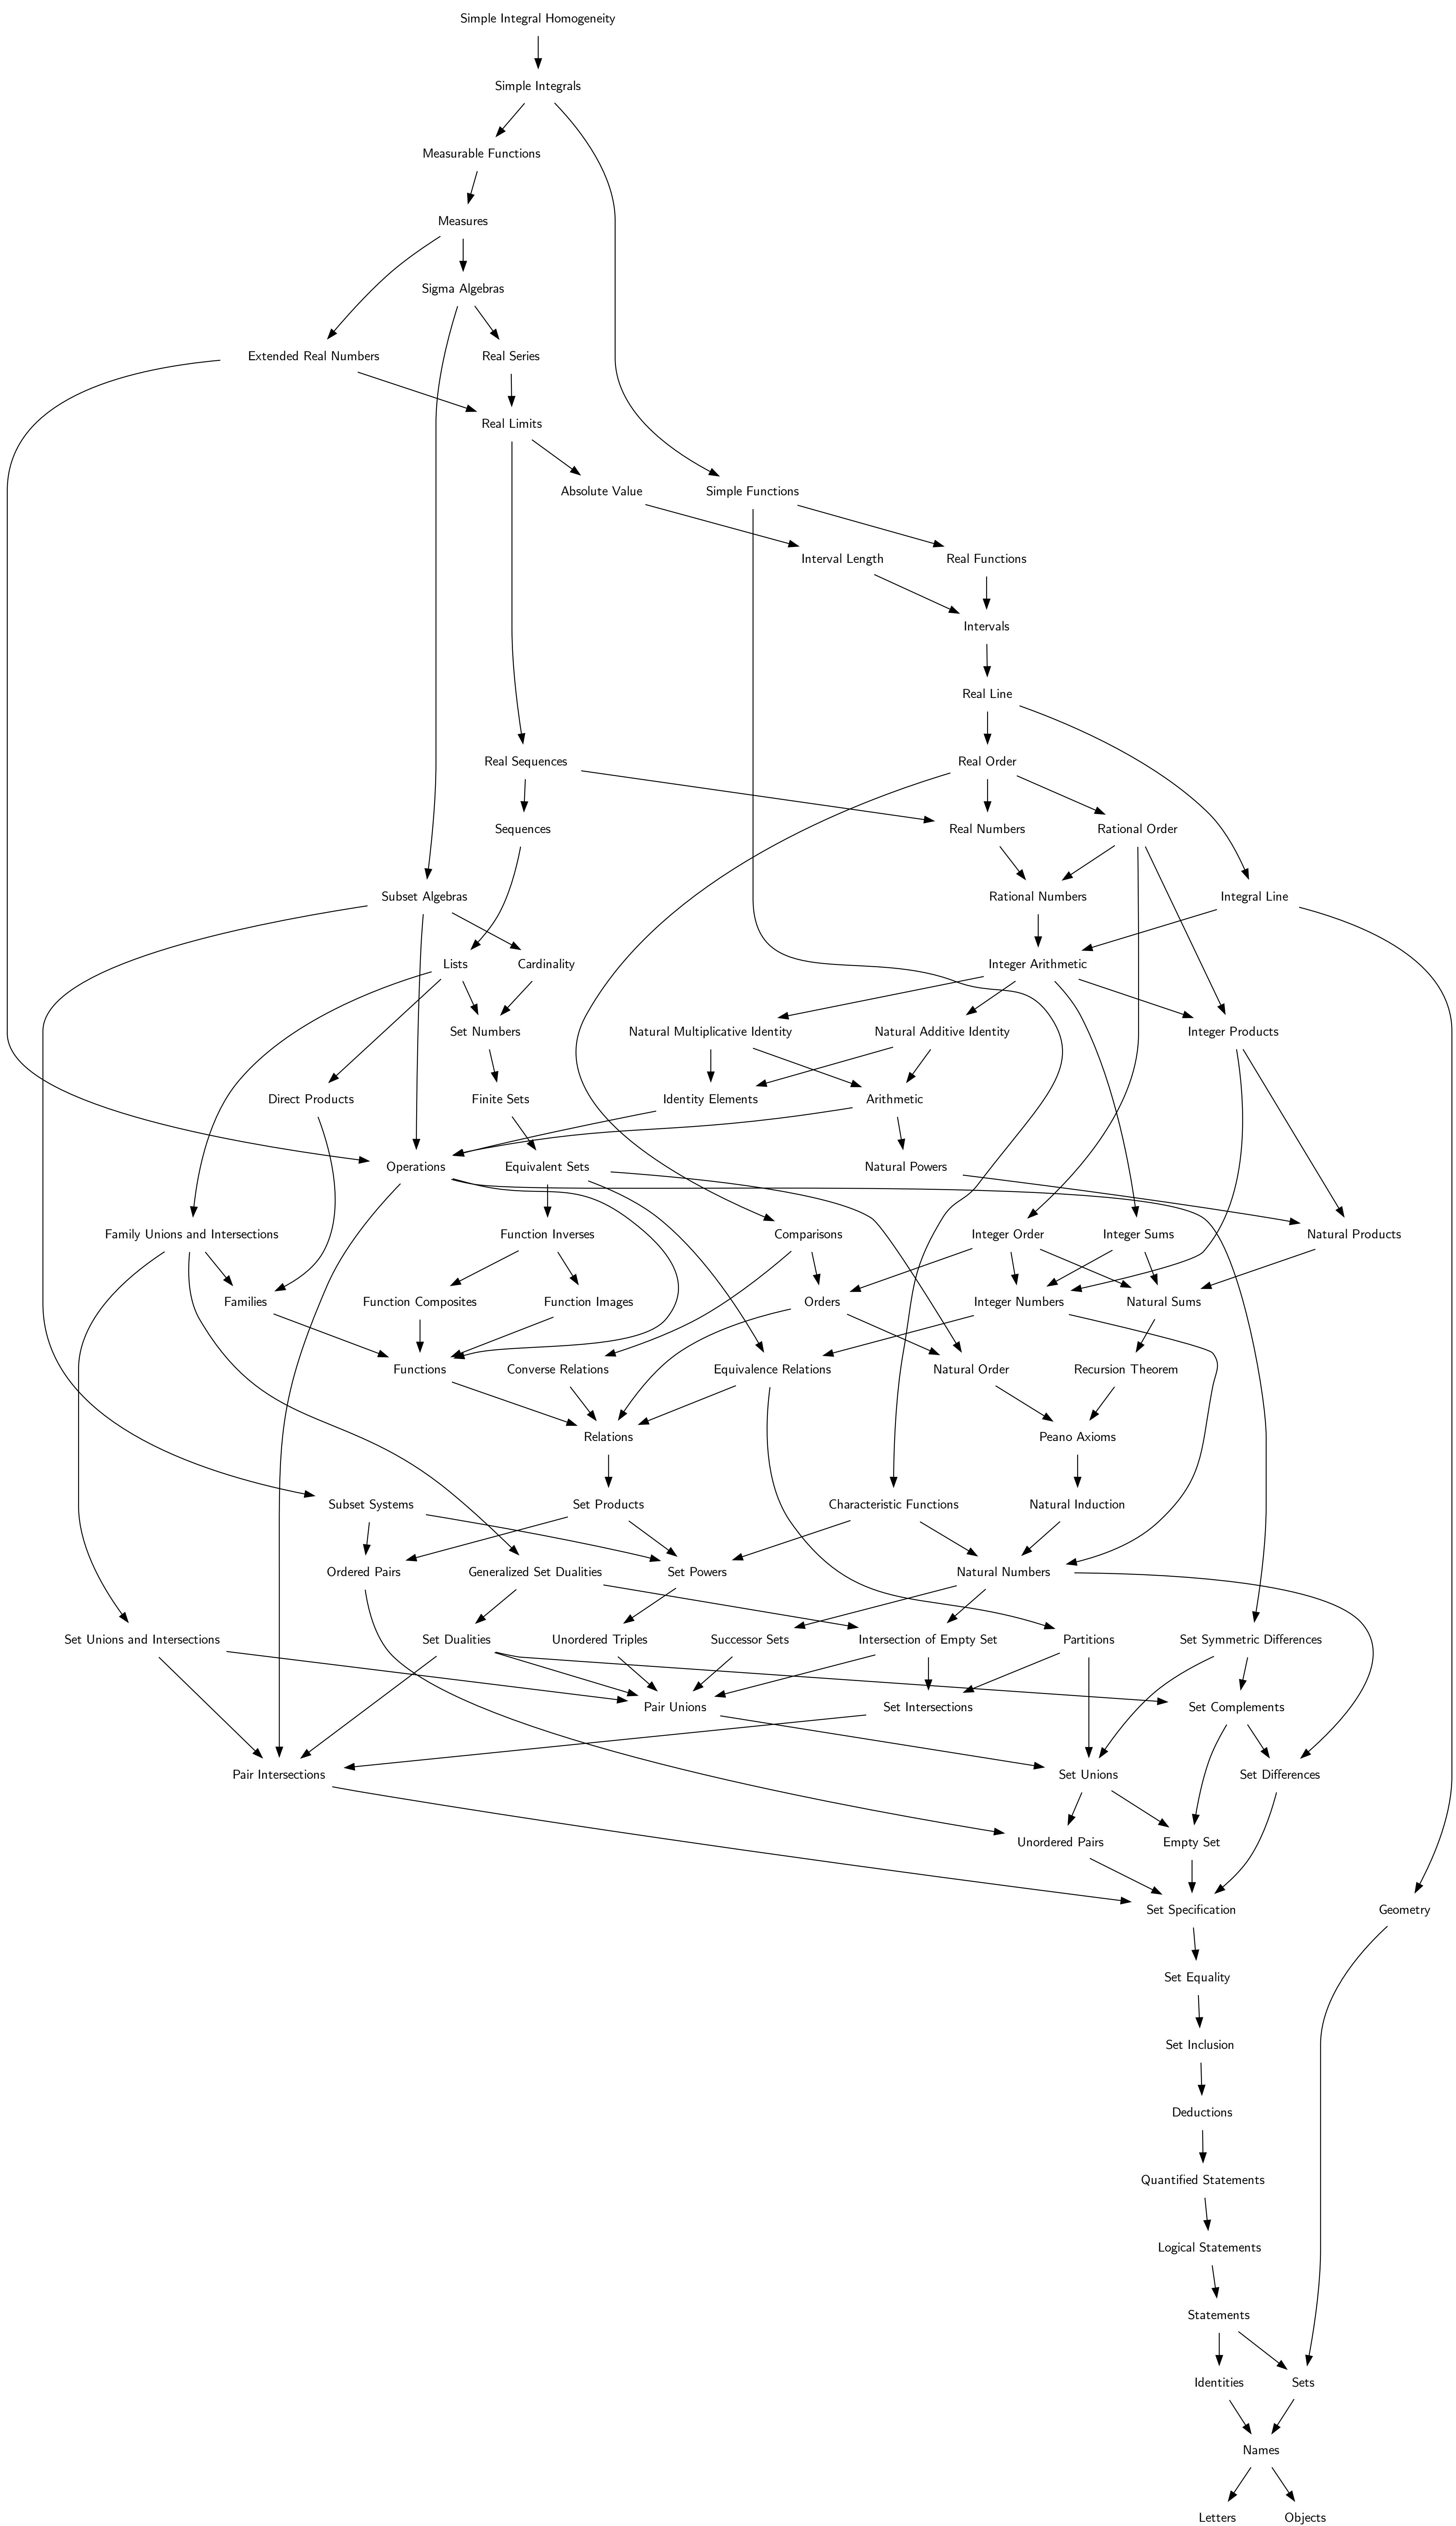 Simple Integral Homogeneity
Simple Integrals
Measurable Functions
Measures
Sigma Algebras
Extended Real Numbers
Real Series
Real Limits
Absolute Value
Simple Functions
Interval Length
Real Functions
Intervals
Real Line
Real Sequences
Real Order
Sequences
Real Numbers
Rational Order
Subset Algebras
Rational Numbers
Integral Line
Lists
Cardinality
Integer Arithmetic
Set Numbers
Natural Multiplicative Identity
Natural Additive Identity
Integer Products
Direct Products
Finite Sets
Identity Elements
Arithmetic
Operations
Equivalent Sets
Natural Powers
Family Unions and Intersections
Function Inverses
Comparisons
Integer Order
Integer Sums
Natural Products
Families
Function Composites
Function Images
Orders
Integer Numbers
Natural Sums
Functions
Converse Relations
Equivalence Relations
Natural Order
Recursion Theorem
Relations
Peano Axioms
Subset Systems
Set Products
Characteristic Functions
Natural Induction
Ordered Pairs
Generalized Set Dualities
Set Powers
Natural Numbers
Set Unions and Intersections
Set Dualities
Unordered Triples
Successor Sets
Intersection of Empty Set
Partitions
Set Symmetric Differences
Pair Unions
Set Intersections
Set Complements
Pair Intersections
Set Unions
Set Differences
Unordered Pairs
Empty Set
Set Specification
Geometry
Set Equality
Set Inclusion
Deductions
Quantified Statements
Logical Statements
Statements
Identities
Sets
Names
Letters
Objects